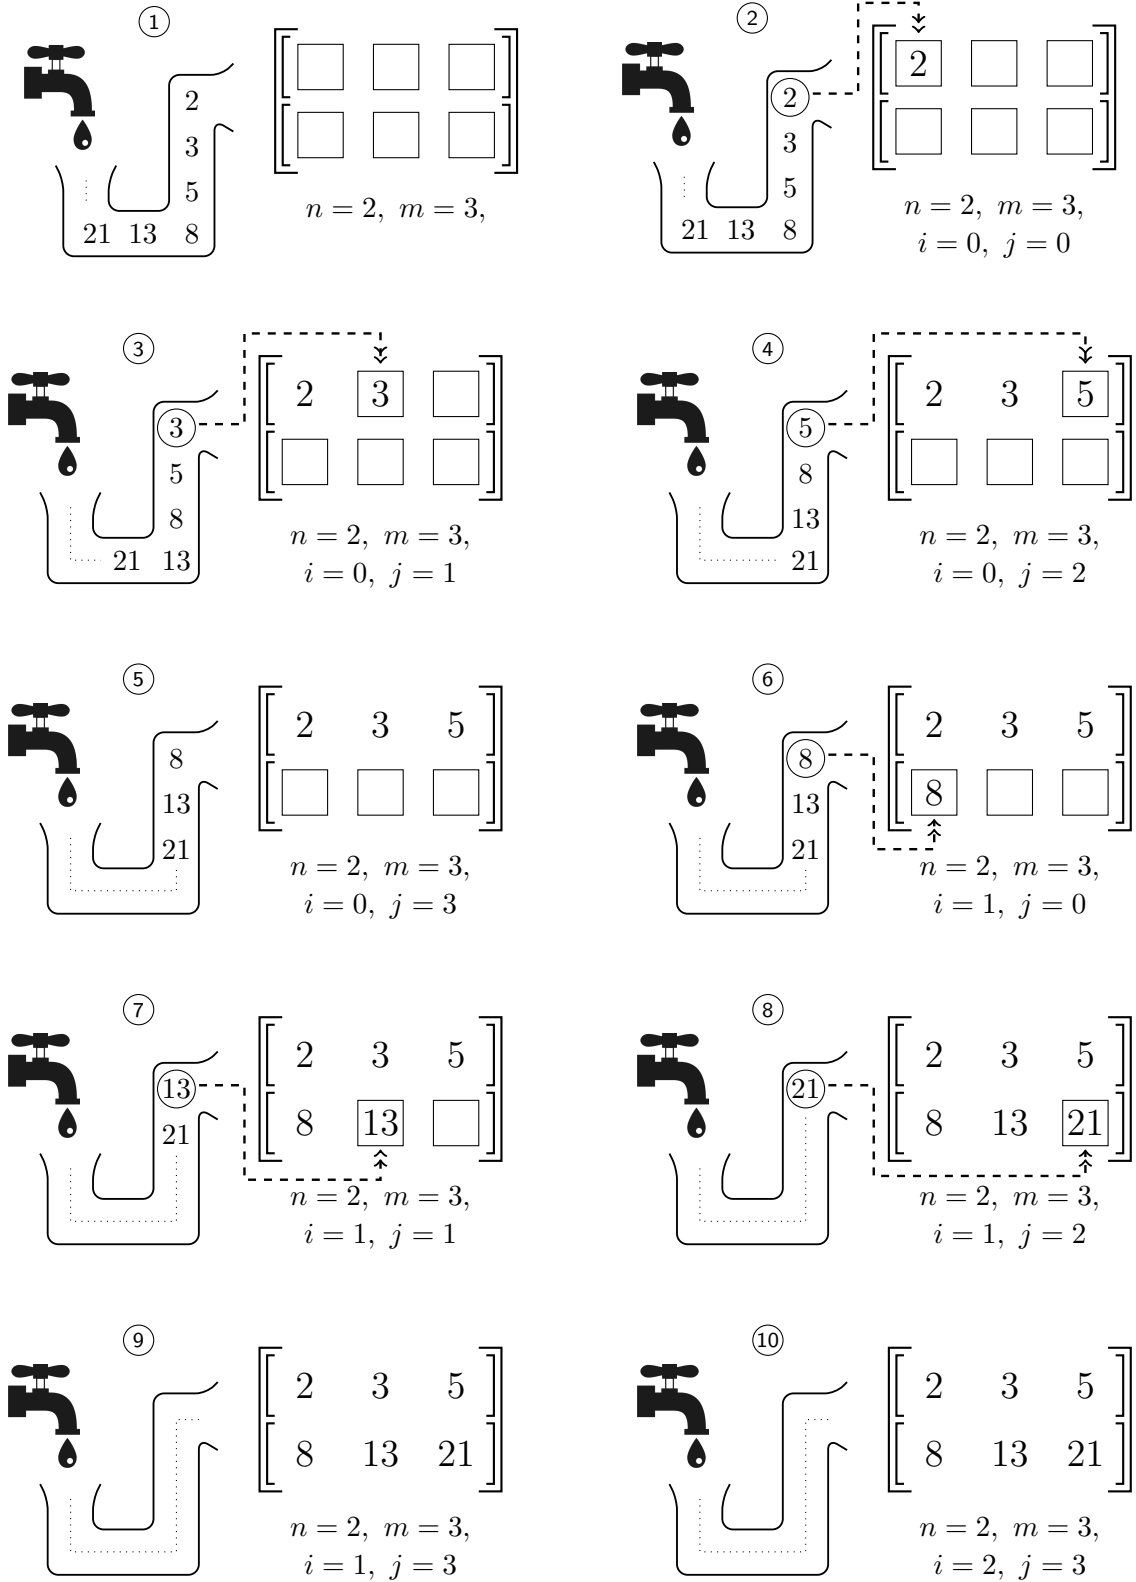 1
2
3
5
21 13 8
n = 2, m = 3,
2
2
3
5
21 13 8
2
n = 2, m = 3,
i = 0, j = 0
3
3
5
8
21 13
2 3
n = 2, m = 3,
i = 0, j = 1
4
5
8
13
21
2 3 5
n = 2, m = 3,
i = 0, j = 2
5
8
13
21
2 3 5
n = 2, m = 3,
i = 0, j = 3
6
8
13
21
2 3 5
8
n = 2, m = 3,
i = 1, j = 0
7
13
21
2 3 5
8 13
n = 2, m = 3,
i = 1, j = 1
8
21
2 3 5
8 13 21
n = 2, m = 3,
i = 1, j = 2
9
2 3 5
8 13 21
n = 2, m = 3,
i = 1, j = 3
10
2 3 5
8 13 21
n = 2, m = 3,
i = 2, j = 3